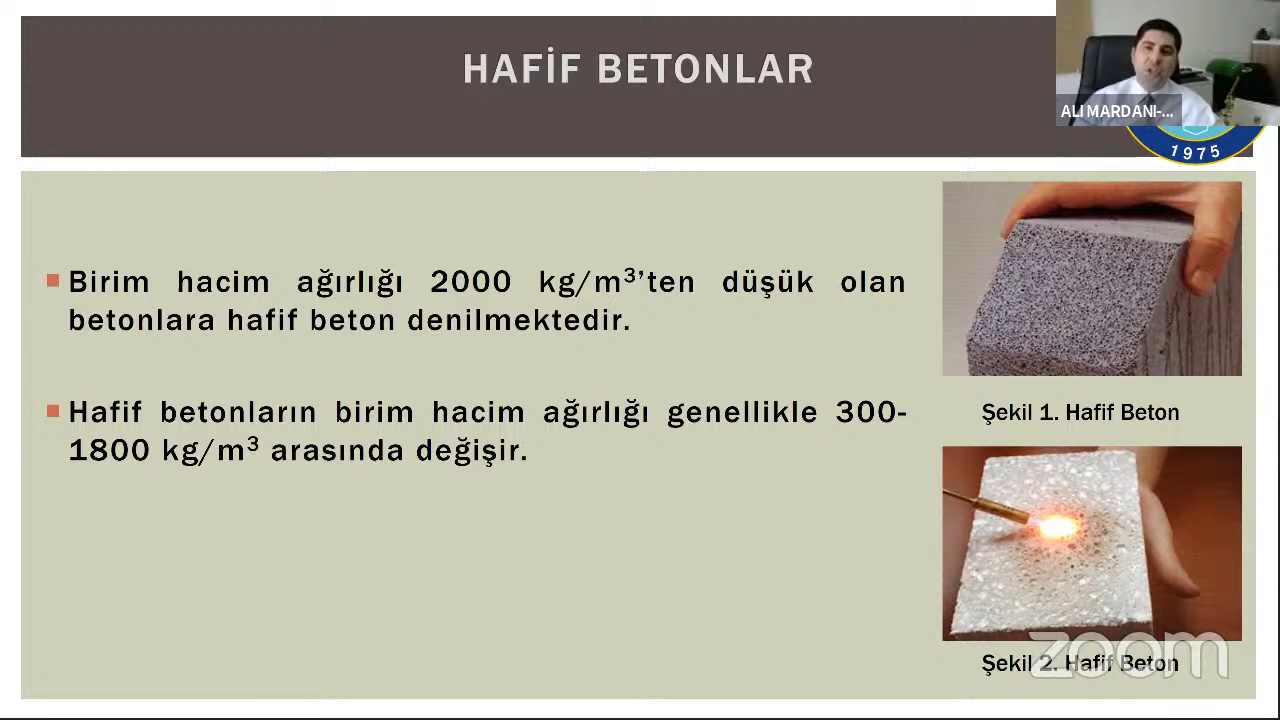 HAFİF BETONLAR
ALI MARDANI-...
1975
Birim hacim ağırlığı 2000 kg/m³'ten düşük olan
betonlara hafif beton denilmektedir.
Hafif betonların birim hacim ağırlığı genellikle 300-
1800 kg/m³ arasında değişir.
Şekil 1. Hafif Beton
Şekil 2. Hafif Beton
zoom